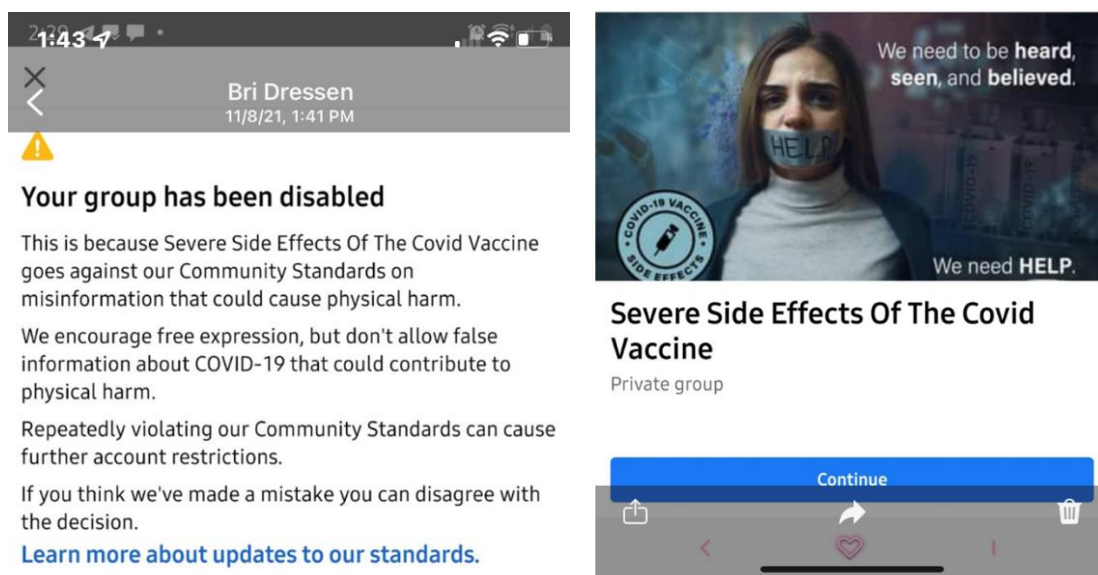 1:43
Bri Dressen
11/8/21, 1:41 PM
Your group has been disabled
This is because Severe Side Effects Of The Covid Vaccine
goes against our Community Standards on
misinformation that could cause physical harm.
We encourage free expression, but don't allow false
information about COVID-19 that could contribute to
physical harm.
Repeatedly violating our Community Standards can cause
further account restrictions.
If you think we've made a mistake you can disagree with
the decision.
Learn more about updates to our standards.
We need to be heard,
seen, and believed.
HELP
COVID-19 VACCINE
SIDE EFFECTS
COVID-19
COVID-19
We need HELP.
Severe Side Effects Of The Covid
Vaccine
Private group
Continue